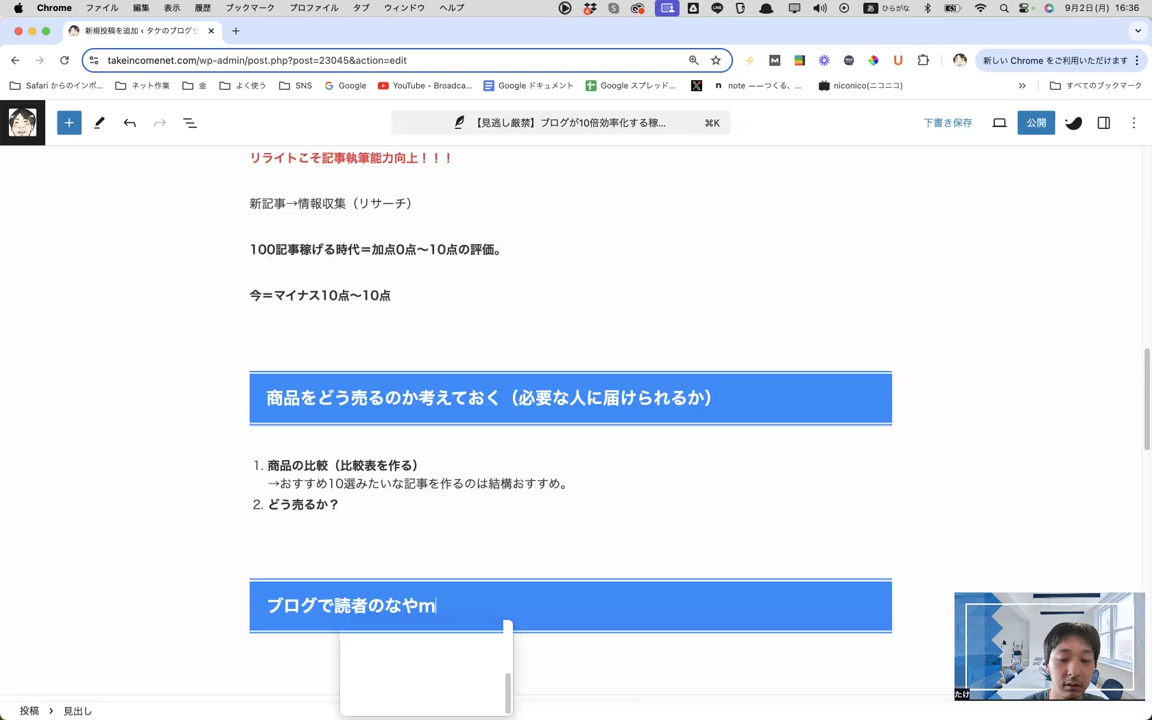 Chrome ファイル 編集 表示 履歴 ブックマーク プロファイル タブ ウィンドウ ヘルプ あ ひらがな 9月2日(月) 16:36
新規投稿を追加 ‹ タケのブログセ
takeincomenet.com/wp-admin/post.php?post=23045&action=edit 新しい Chrome をご利用いただけます
Safari からのインポ... ネット作業 金 よく使う SNS Google YouTube - Broadca... Google ドキュメント Google スプレッド... X note ーーつくる、... niconico(ニコニコ) » すべてのブックマーク
【見逃し厳禁】ブログが10倍効率化する稼... ⌘K 下書き保存 公開
リライトこそ記事執筆能力向上！！！
新記事→情報収集（リサーチ）
100記事稼げる時代＝加点0点〜10点の評価。
今＝マイナス10点〜10点
商品をどう売るのか考えておく（必要な人に届けられるか）
1. 商品の比較（比較表を作る）
→おすすめ10選みたいな記事を作るのは結構おすすめ。
2. どう売るか？
ブログで読者のなやm
たけ
投稿 › 見出し